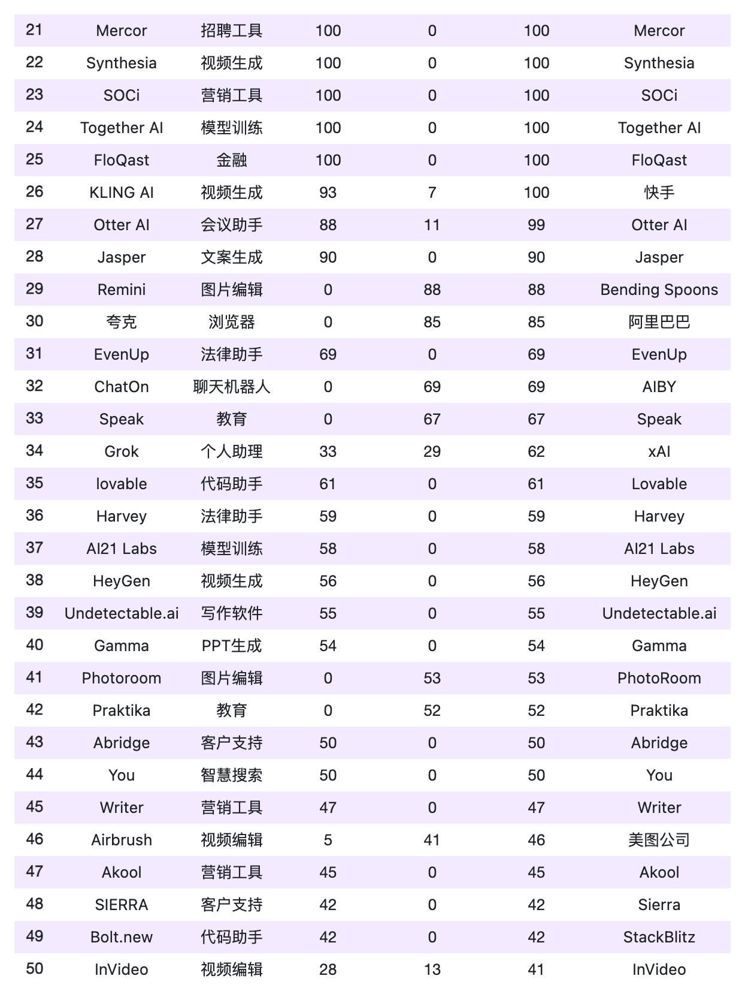 21 Mercor 招聘工具 100 0 100 Mercor
22 Synthesia 视频生成 100 0 100 Synthesia
23 SOCi 营销工具 100 0 100 SOCi
24 Together AI 模型训练 100 0 100 Together AI
25 FloQast 金融 100 0 100 FloQast
26 KLING AI 视频生成 93 7 100 快手
27 Otter AI 会议助手 88 11 99 Otter AI
28 Jasper 文案生成 90 0 90 Jasper
29 Remini 图片编辑 0 88 88 Bending Spoons
30 夸克 浏览器 0 85 85 阿里巴巴
31 EvenUp 法律助手 69 0 69 EvenUp
32 ChatOn 聊天机器人 0 69 69 AIBY
33 Speak 教育 0 67 67 Speak
34 Grok 个人助理 33 29 62 xAI
35 lovable 代码助手 61 0 61 Lovable
36 Harvey 法律助手 59 0 59 Harvey
37 AI21 Labs 模型训练 58 0 58 AI21 Labs
38 HeyGen 视频生成 56 0 56 HeyGen
39 Undetectable.ai 写作软件 55 0 55 Undetectable.ai
40 Gamma PPT生成 54 0 54 Gamma
41 Photoroom 图片编辑 0 53 53 PhotoRoom
42 Praktika 教育 0 52 52 Praktika
43 Abridge 客户支持 50 0 50 Abridge
44 You 智慧搜索 50 0 50 You
45 Writer 营销工具 47 0 47 Writer
46 Airbrush 视频编辑 5 41 46 美图公司
47 Akool 营销工具 45 0 45 Akool
48 SIERRA 客户支持 42 0 42 Sierra
49 Bolt.new 代码助手 42 0 42 StackBlitz
50 InVideo 视频编辑 28 13 41 InVideo